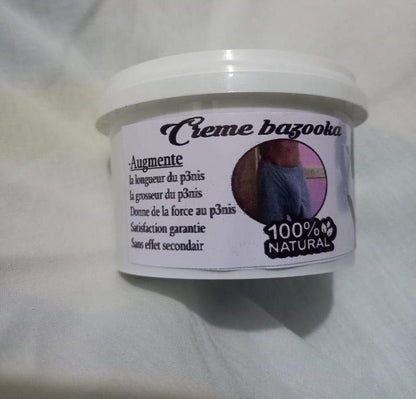 Creme bazooka
-Augmente
la longueur du p3nis
la grosseur du p3nis
Donne de la force au p3nis
Satisfaction garantie
Sans effet secondair
100%
NATURAL